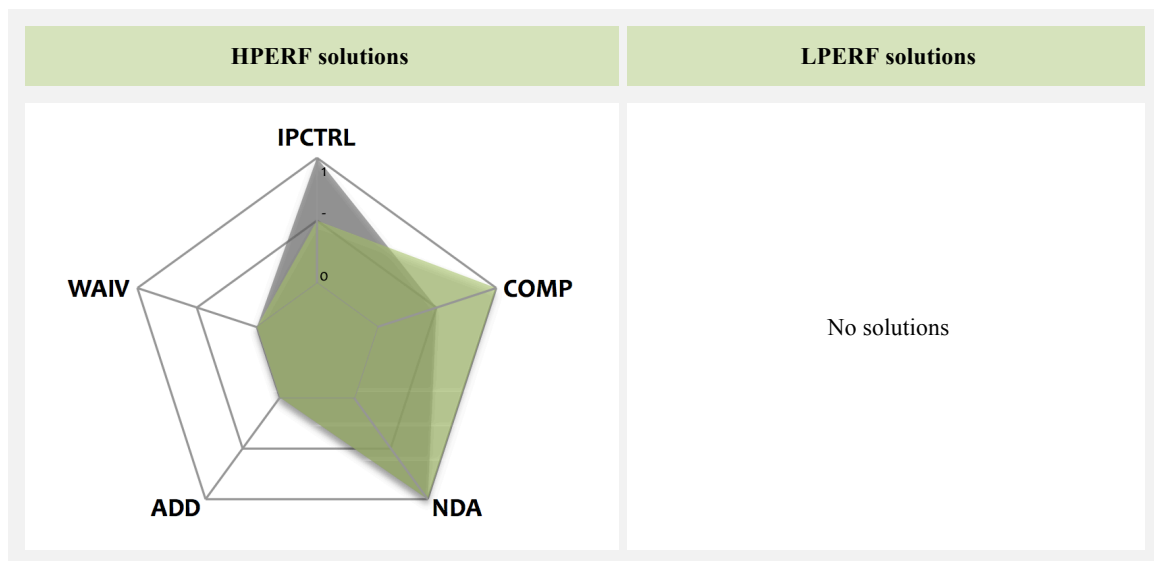 HPERF solutions
LPERF solutions
IPCTRL
1
-
0
WAIV
COMP
No solutions
ADD
NDA